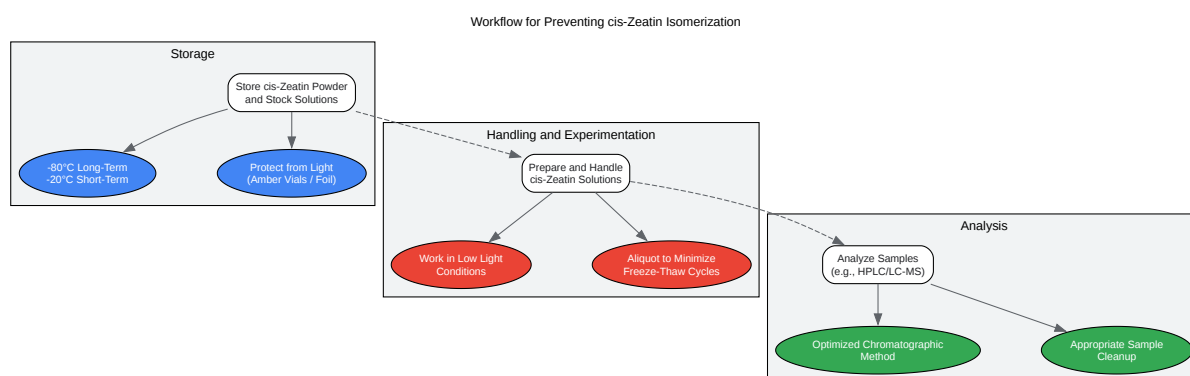 Workflow for Preventing cis-Zeatin Isomerization
Storage
Store cis-Zeatin Powder
and Stock Solutions
-80°C Long-Term
-20°C Short-Term
Protect from Light
(Amber Vials / Foil)
Handling and Experimentation
Prepare and Handle
cis-Zeatin Solutions
Work in Low Light
Conditions
Aliquot to Minimize
Freeze-Thaw Cycles
Analysis
Analyze Samples
(e.g., HPLC/LC-MS)
Optimized Chromatographic
Method
Appropriate Sample
Cleanup